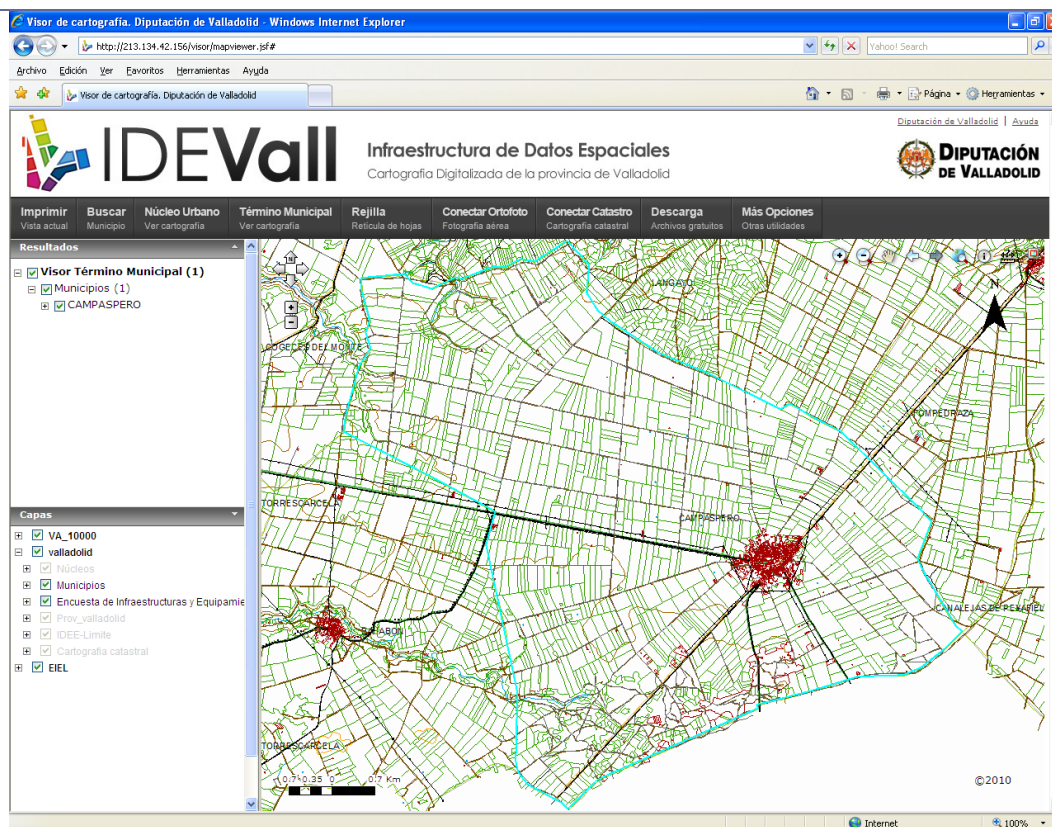 Visor de cartografía. Diputación de Valladolid - Windows Internet Explorer
http://213.134.42.156/visor/mapviewer.jsf#
Yahoo! Search
Archivo Edición Ver Favoritos Herramientas Ayuda
Visor de cartografía. Diputación de Valladolid
Página
Herramientas
Diputación de Valladolid | Ayuda
IDEVall
Infraestructura de Datos Espaciales
Cartografía Digitalizada de la provincia de Valladolid
DIPUTACIÓN
DE VALLADOLID
Imprimir Buscar Núcleo Urbano Término Municipal Rejilla Conectar Ortofoto Conectar Catastro Descarga Más Opciones
Vista actual Municipio Ver cartografía Ver cartografía Retícula de hojas Fotografía aérea Cartografía catastral Archivos gratuitos Otras utilidades
Resultados
Visor Término Municipal (1)
Municipios (1)
CAMPASPERO
Capas
VA_10000
valladolid
Núcleos
Municipios
Encuesta de Infraestructuras y Equipamie
Prov_valladolid
IDEE-Limite
Cartografía catastral
EIEL
N
LANGAYO
COGECES DEL MONTE
N
FOMPEDRAZA
TORRESCARCELA
CAMPASPERO
CANALEJAS DE PEÑAFIEL
TORRESCARCELA
0.7 0.35 0 0.7 Km
©2010
Internet
100%